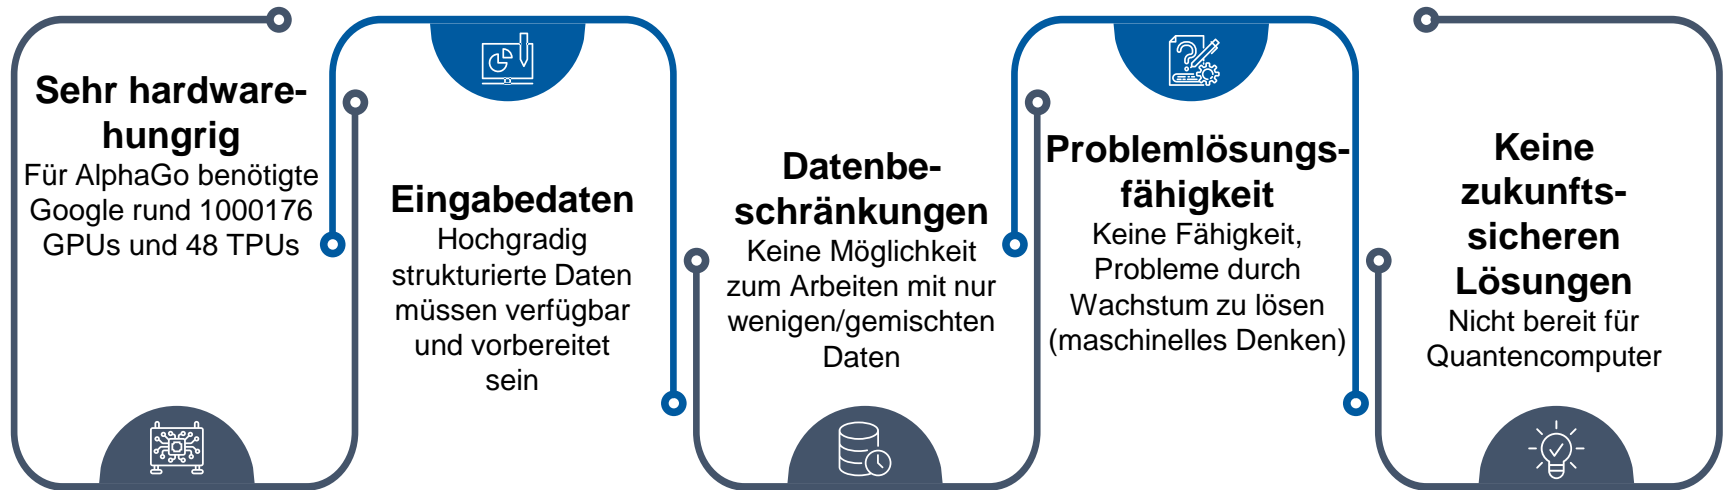 Sehr hardware-
hungrig
Für AlphaGo benötigte
Google rund 1000176
GPUs und 48 TPUs
Eingabedaten
Hochgradig
strukturierte Daten
müssen verfügbar
und vorbereitet
sein
Datenbe-
schränkungen
Keine Möglichkeit
zum Arbeiten mit nur
wenigen/gemischten
Daten
Problemlösungs-
fähigkeit
Keine Fähigkeit,
Probleme durch
Wachstum zu lösen
(maschinelles Denken)
Keine
zukunfts-
sicheren
Lösungen
Nicht bereit für
Quantencomputer